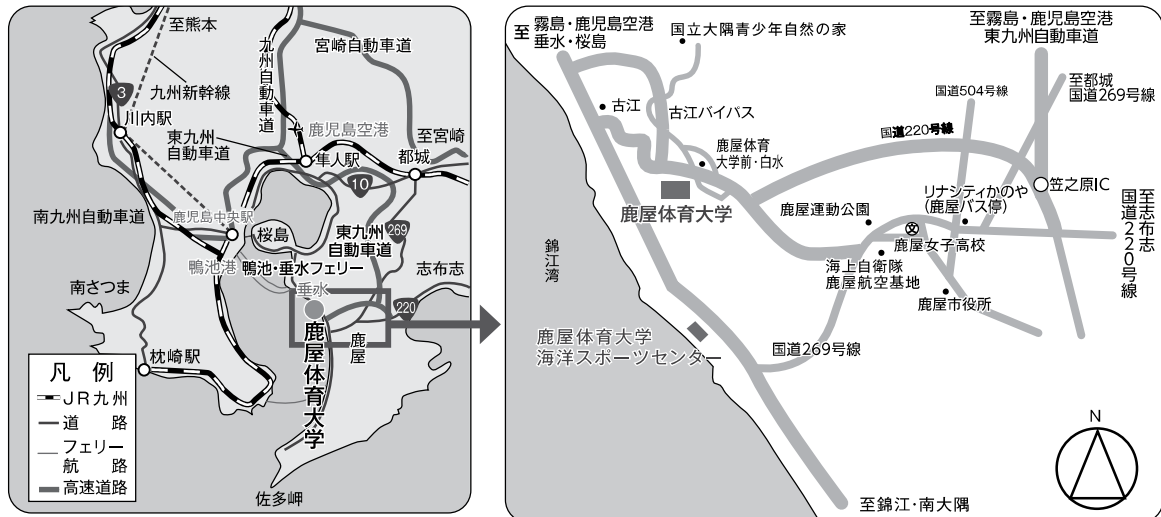 至熊本
宮崎自動車道
九州自動車道
3
九州新幹線
川内駅
鹿児島空港
東九州
自動車道
至宮崎
隼人駅
都城
10
南九州自動車道
鹿児島中央駅
桜島
東九州
自動車道
269
鴨池港
鴨池・垂水フェリー
志布志
南さつま
垂水
220
鹿屋
鹿屋体育大学
枕崎駅
凡例
JR九州
道路
フェリー
航路
高速道路
佐多岬
至 霧島・鹿児島空港
垂水・桜島
国立大隅青少年自然の家
至霧島・鹿児島空港
東九州自動車道
至都城
国道269号線
国道504号線
古江
古江バイパス
国道220号線
鹿屋体育
大学前・白水
笠之原IC
鹿屋体育大学
鹿屋運動公園
リナシティかのや
(鹿屋バス停)
至志布志
国道220号線
文
鹿屋女子高校
錦江湾
海上自衛隊
鹿屋航空基地
鹿屋市役所
鹿屋体育大学
海洋スポーツセンター
国道269号線
N
至錦江・南大隅